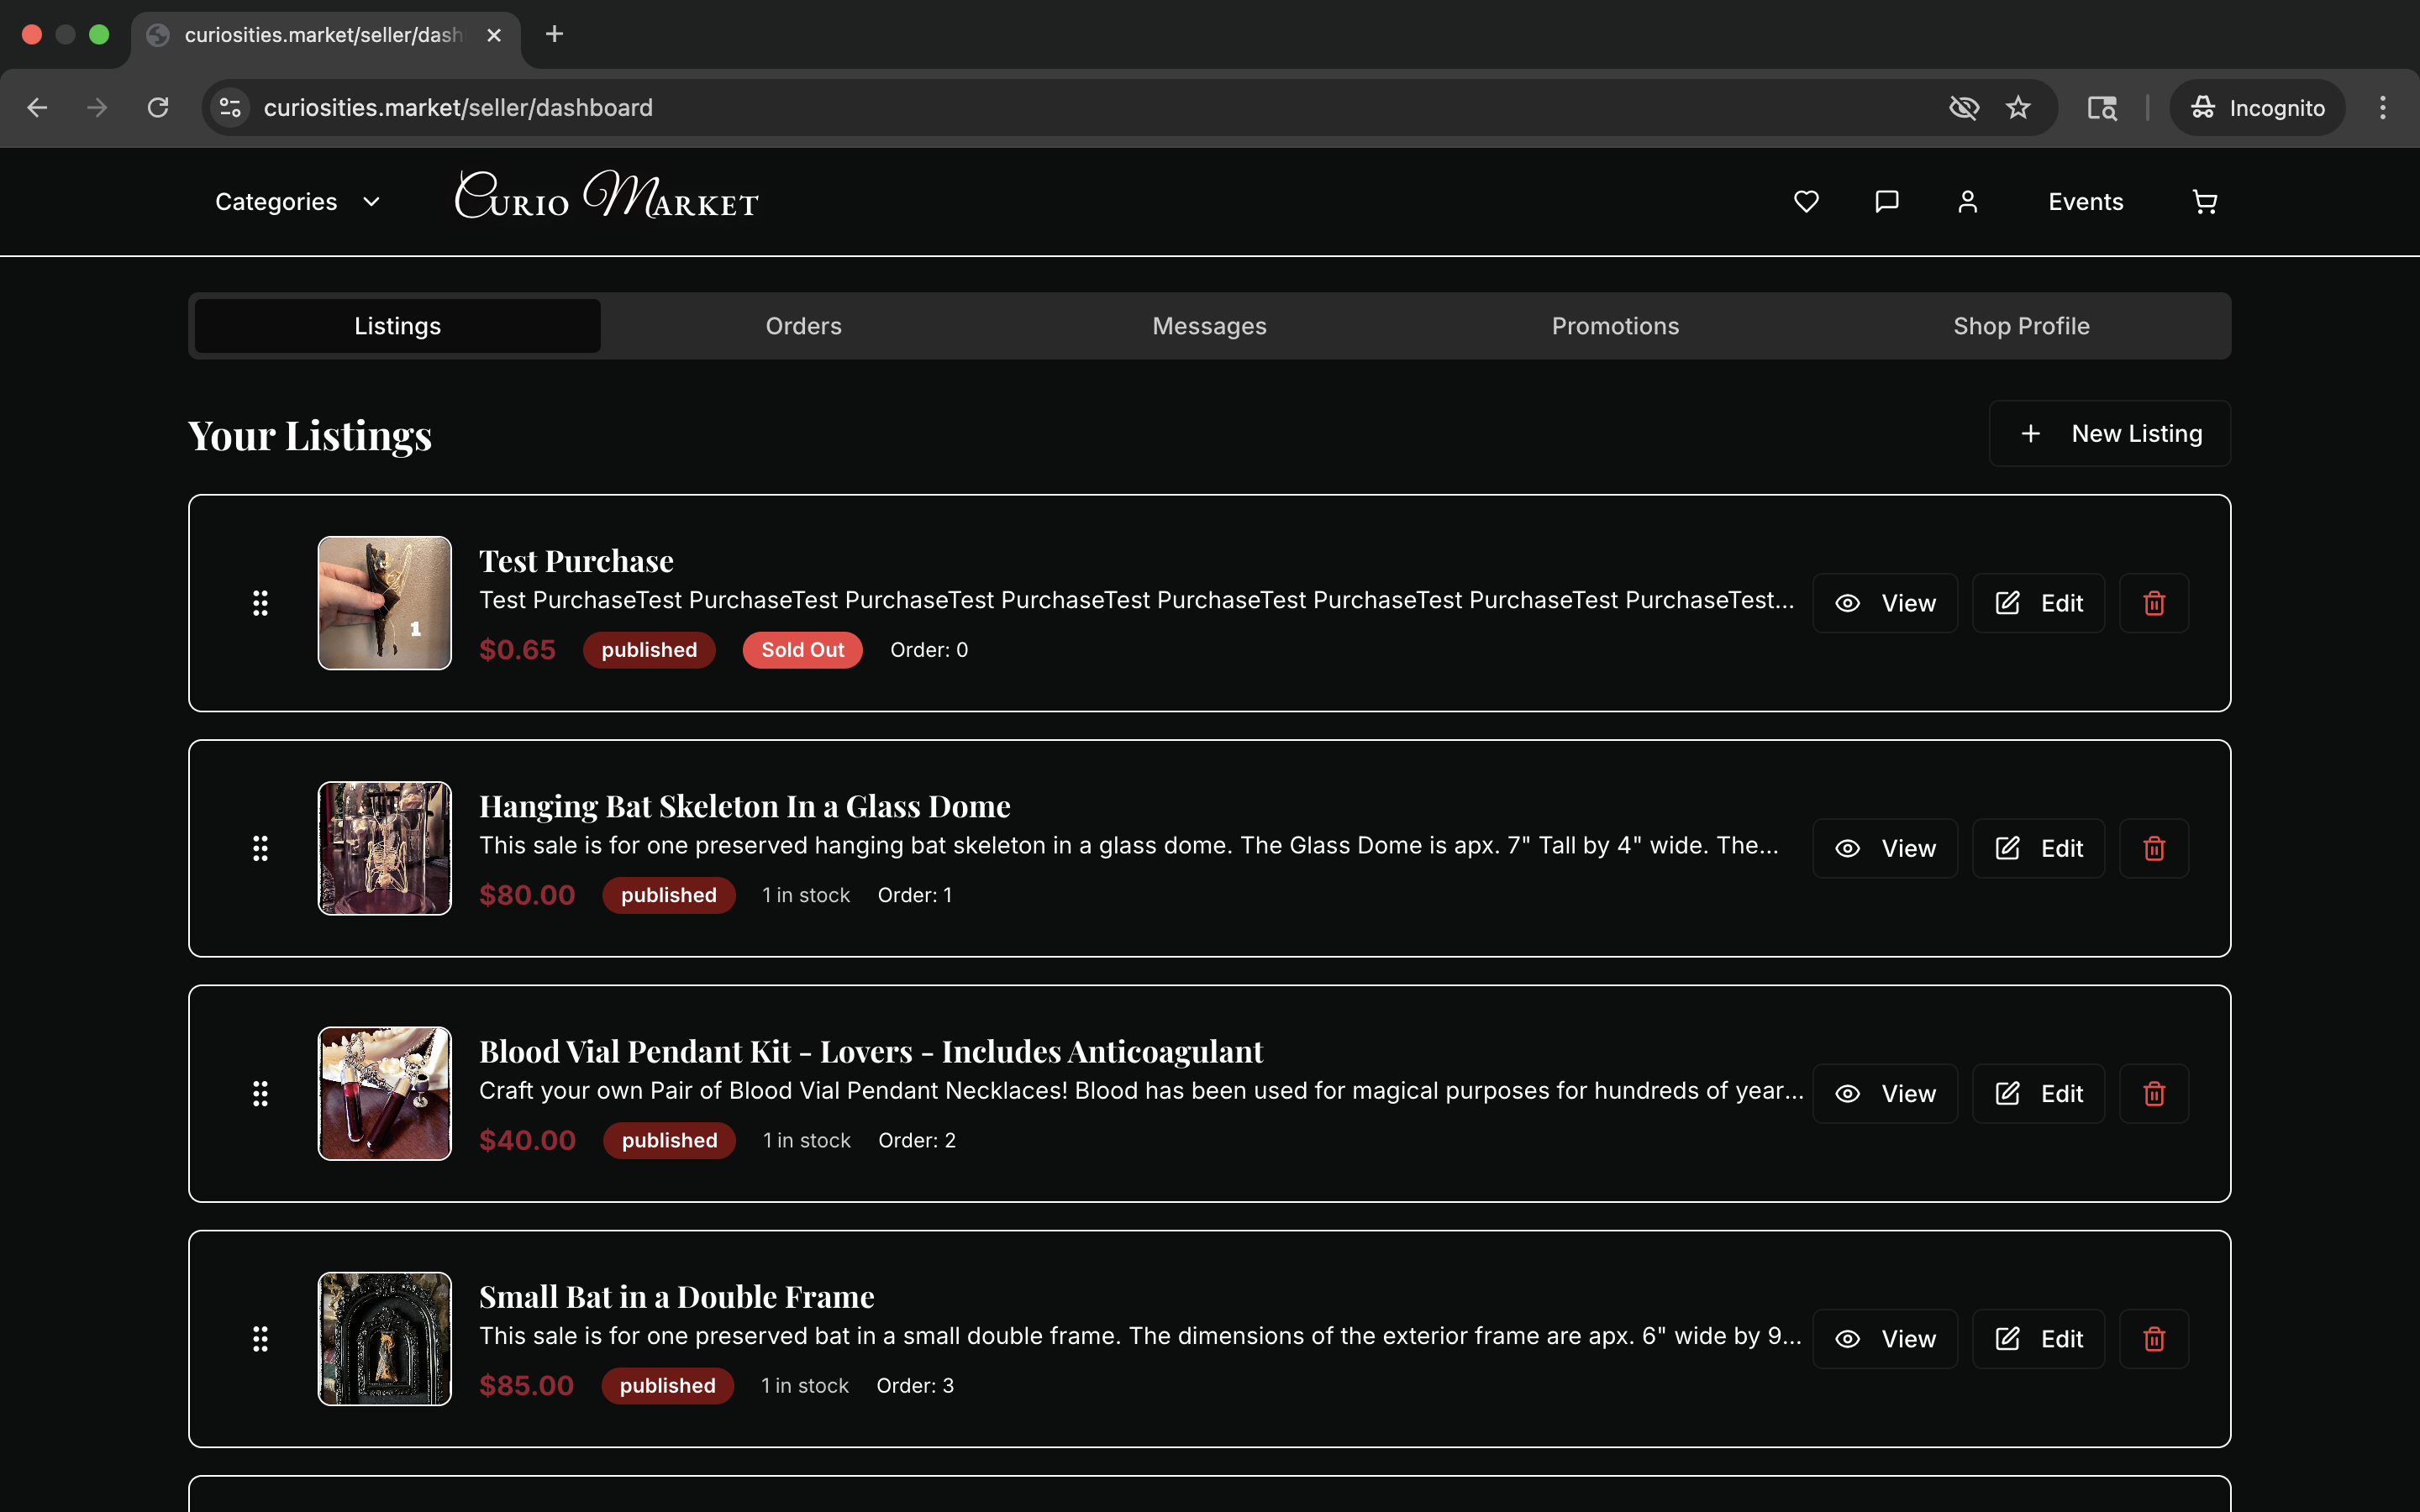 curiosities.market/seller/dash
curiosities.market/seller/dashboard
Incognito
Categories
Curio Market
Events
Listings
Orders
Messages
Promotions
Shop Profile
Your Listings
New Listing
Test Purchase
Test PurchaseTest PurchaseTest PurchaseTest PurchaseTest PurchaseTest PurchaseTest PurchaseTest PurchaseTest...
$0.65 published Sold Out Order: 0
View
Edit
1
Hanging Bat Skeleton In a Glass Dome
This sale is for one preserved hanging bat skeleton in a glass dome. The Glass Dome is apx. 7" Tall by 4" wide. The...
$80.00 published 1 in stock Order: 1
View
Edit
Blood Vial Pendant Kit - Lovers - Includes Anticoagulant
Craft your own Pair of Blood Vial Pendant Necklaces! Blood has been used for magical purposes for hundreds of year...
$40.00 published 1 in stock Order: 2
View
Edit
Small Bat in a Double Frame
This sale is for one preserved bat in a small double frame. The dimensions of the exterior frame are apx. 6" wide by 9...
$85.00 published 1 in stock Order: 3
View
Edit